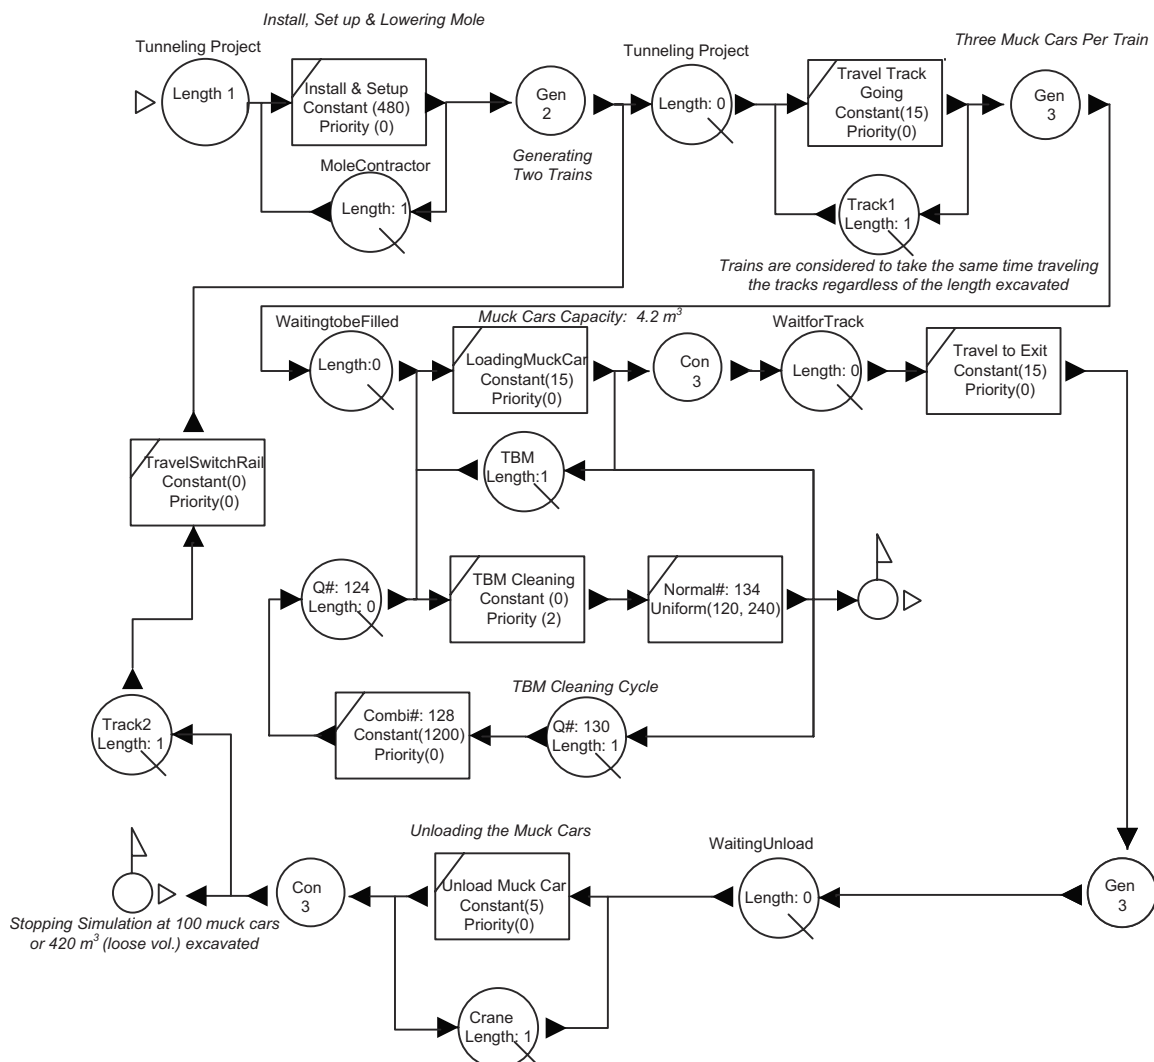 Install, Set up & Lowering Mole
Tunneling Project
Length 1
Install & Setup
Constant (480)
Priority (0)
MoleContractor
Length: 1
Gen
2
Generating
Two Trains
Tunneling Project
Length: 0
Travel Track
Going
Constant(15)
Priority(0)
Track1
Length: 1
Three Muck Cars Per Train
Gen
3
Trains are considered to take the same time traveling
the tracks regardless of the length excavated
WaitingtobeFilled
Length:0
Muck Cars Capacity: 4.2 m³
LoadingMuckCar
Constant(15)
Priority(0)
Con
3
WaitforTrack
Length: 0
Travel to Exit
Constant(15)
Priority(0)
TBM
Length:1
TravelSwitchRail
Constant(0)
Priority(0)
Q#: 124
Length: 0
TBM Cleaning
Constant (0)
Priority (2)
Normal#: 134
Uniform(120, 240)
TBM Cleaning Cycle
Combi#: 128
Constant(1200)
Priority(0)
Q#: 130
Length: 1
Track2
Length: 1
Unloading the Muck Cars
Con
3
Unload Muck Car
Constant(5)
Priority(0)
WaitingUnload
Length: 0
Gen
3
Stopping Simulation at 100 muck cars
or 420 m³ (loose vol.) excavated
Crane
Length: 1